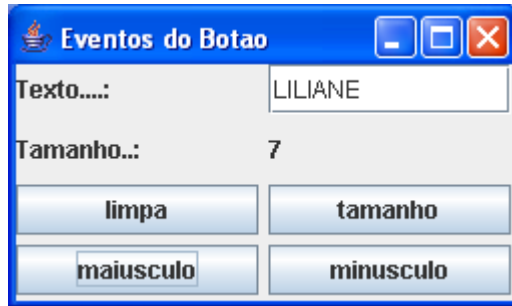 Eventos do Botao
Texto....: LILIANE
Tamanho..: 7
limpa tamanho
maiusculo minusculo